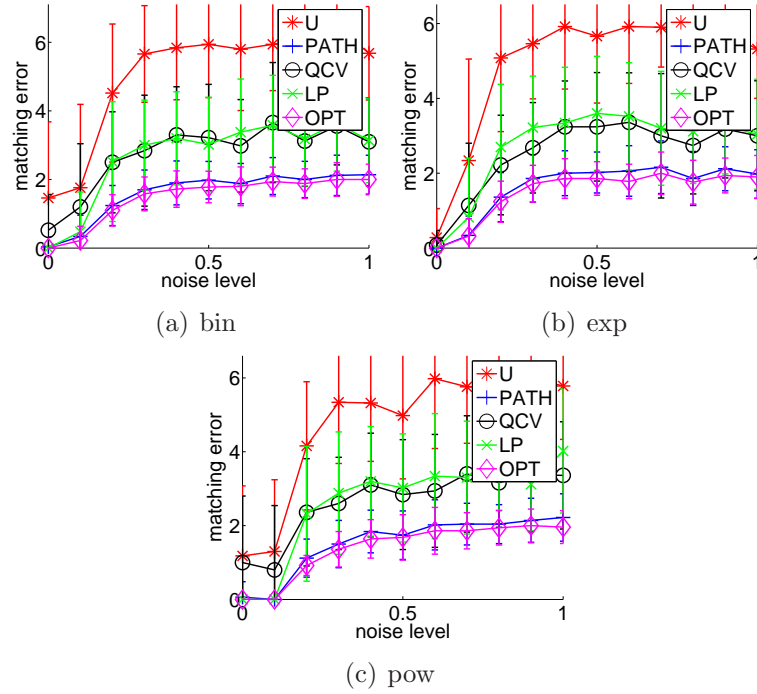 6
4
2
0
matching error
0
0.5
1
noise level
U
PATH
QCV
LP
OPT
(a) bin
6
4
2
0
matching error
0
0.5
1
noise level
U
PATH
QCV
LP
OPT
(b) exp
6
4
2
0
matching error
0
0.5
1
noise level
U
PATH
QCV
LP
OPT
(c) pow